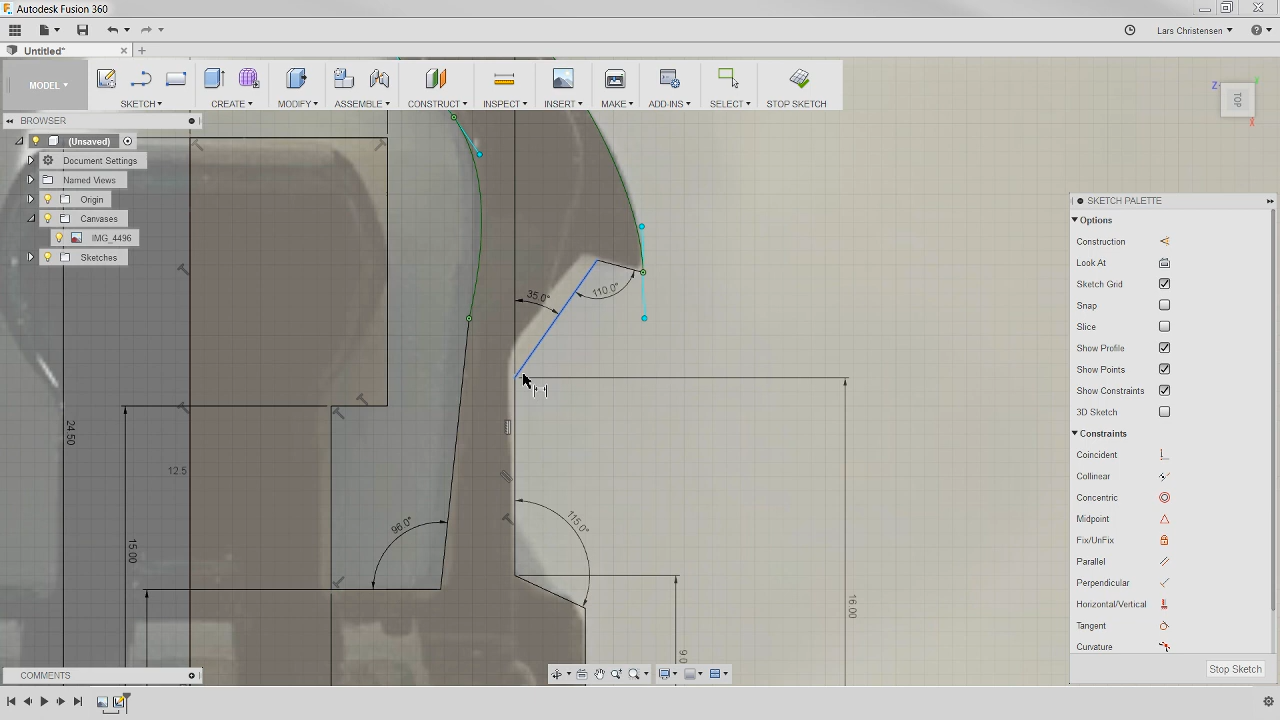 Autodesk Fusion 360
Lars Christensen
Untitled*
MODEL
SKETCH CREATE MODIFY ASSEMBLE CONSTRUCT INSPECT INSERT MAKE ADD-INS SELECT STOP SKETCH
Z
TOP
X
BROWSER
(Unsaved)
Document Settings
Named Views
Origin
Canvases
IMG_4496
Sketches
35.0°
110.0°
24.50
12.5
96.0°
115.0°
15.00
16.00
9.0
SKETCH PALETTE
Options
Construction
Look At
Sketch Grid
Snap
Slice
Show Profile
Show Points
Show Constraints
3D Sketch
Constraints
Coincident
Collinear
Concentric
Midpoint
Fix/UnFix
Parallel
Perpendicular
Horizontal/Vertical
Tangent
Curvature
Stop Sketch
COMMENTS